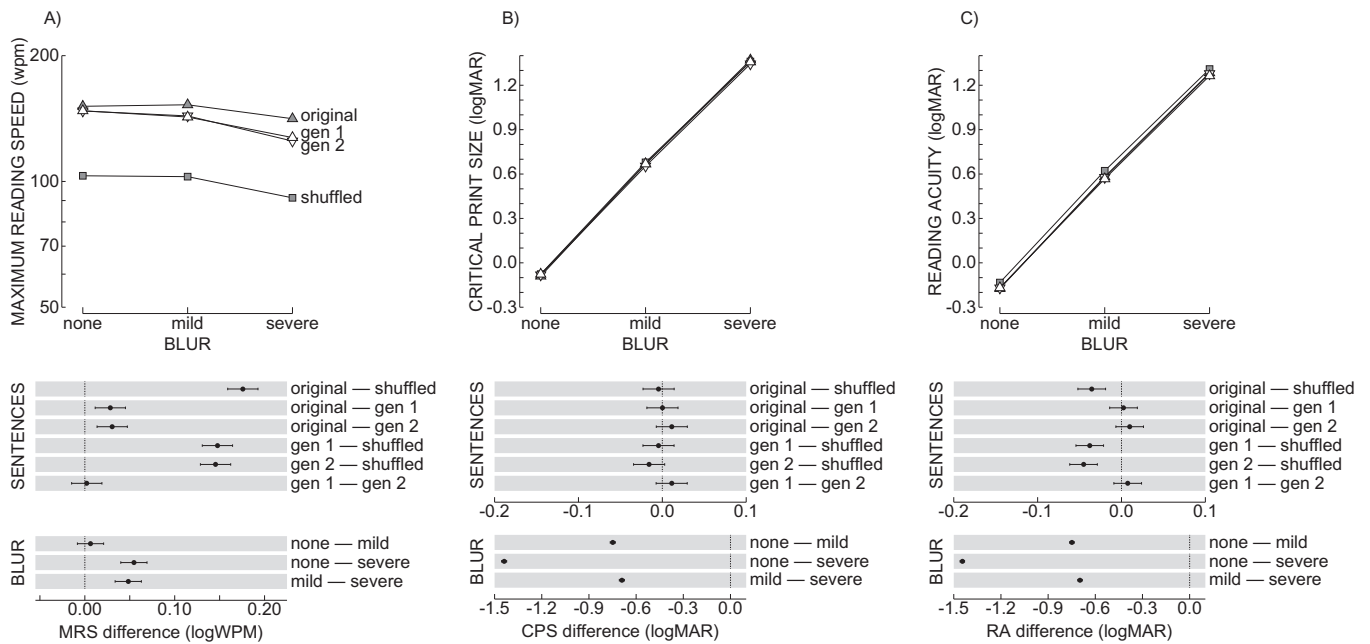 A)
MAXIMUM READING SPEED (wpm)
200
100
70
50
original
gen 1
gen 2
shuffled
none mild severe
BLUR
SENTENCES
original — shuffled
original — gen 1
original — gen 2
gen 1 — shuffled
gen 2 — shuffled
gen 1 — gen 2
BLUR
none — mild
none — severe
mild — severe
0.00 0.10 0.20
MRS difference (logWPM)
B)
CRITICAL PRINT SIZE (logMAR)
1.2
0.9
0.6
0.3
0.0
-0.3
none mild severe
BLUR
SENTENCES
original — shuffled
original — gen 1
original — gen 2
gen 1 — shuffled
gen 2 — shuffled
gen 1 — gen 2
-0.2 -0.1 0.0 0.1
BLUR
none — mild
none — severe
mild — severe
-1.5 -1.2 -0.9 -0.6 -0.3 0.0
CPS difference (logMAR)
C)
READING ACUITY (logMAR)
1.2
0.9
0.6
0.3
0.0
-0.3
none mild severe
BLUR
SENTENCES
original — shuffled
original — gen 1
original — gen 2
gen 1 — shuffled
gen 2 — shuffled
gen 1 — gen 2
-0.2 -0.1 0.0 0.1
BLUR
none — mild
none — severe
mild — severe
-1.5 -1.2 -0.9 -0.6 -0.3 0.0
RA difference (logMAR)